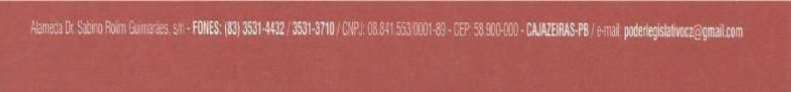 Alameda Dr. Sabino Rolim Guimarães, s/n - FONES: (83) 3531-4432 / 3531-3710 / CNPJ: 08.841.553/0001-89 - CEP: 58.900-000 - CAJAZEIRAS-PB / e-mail: poderlegislativocz@gmail.com